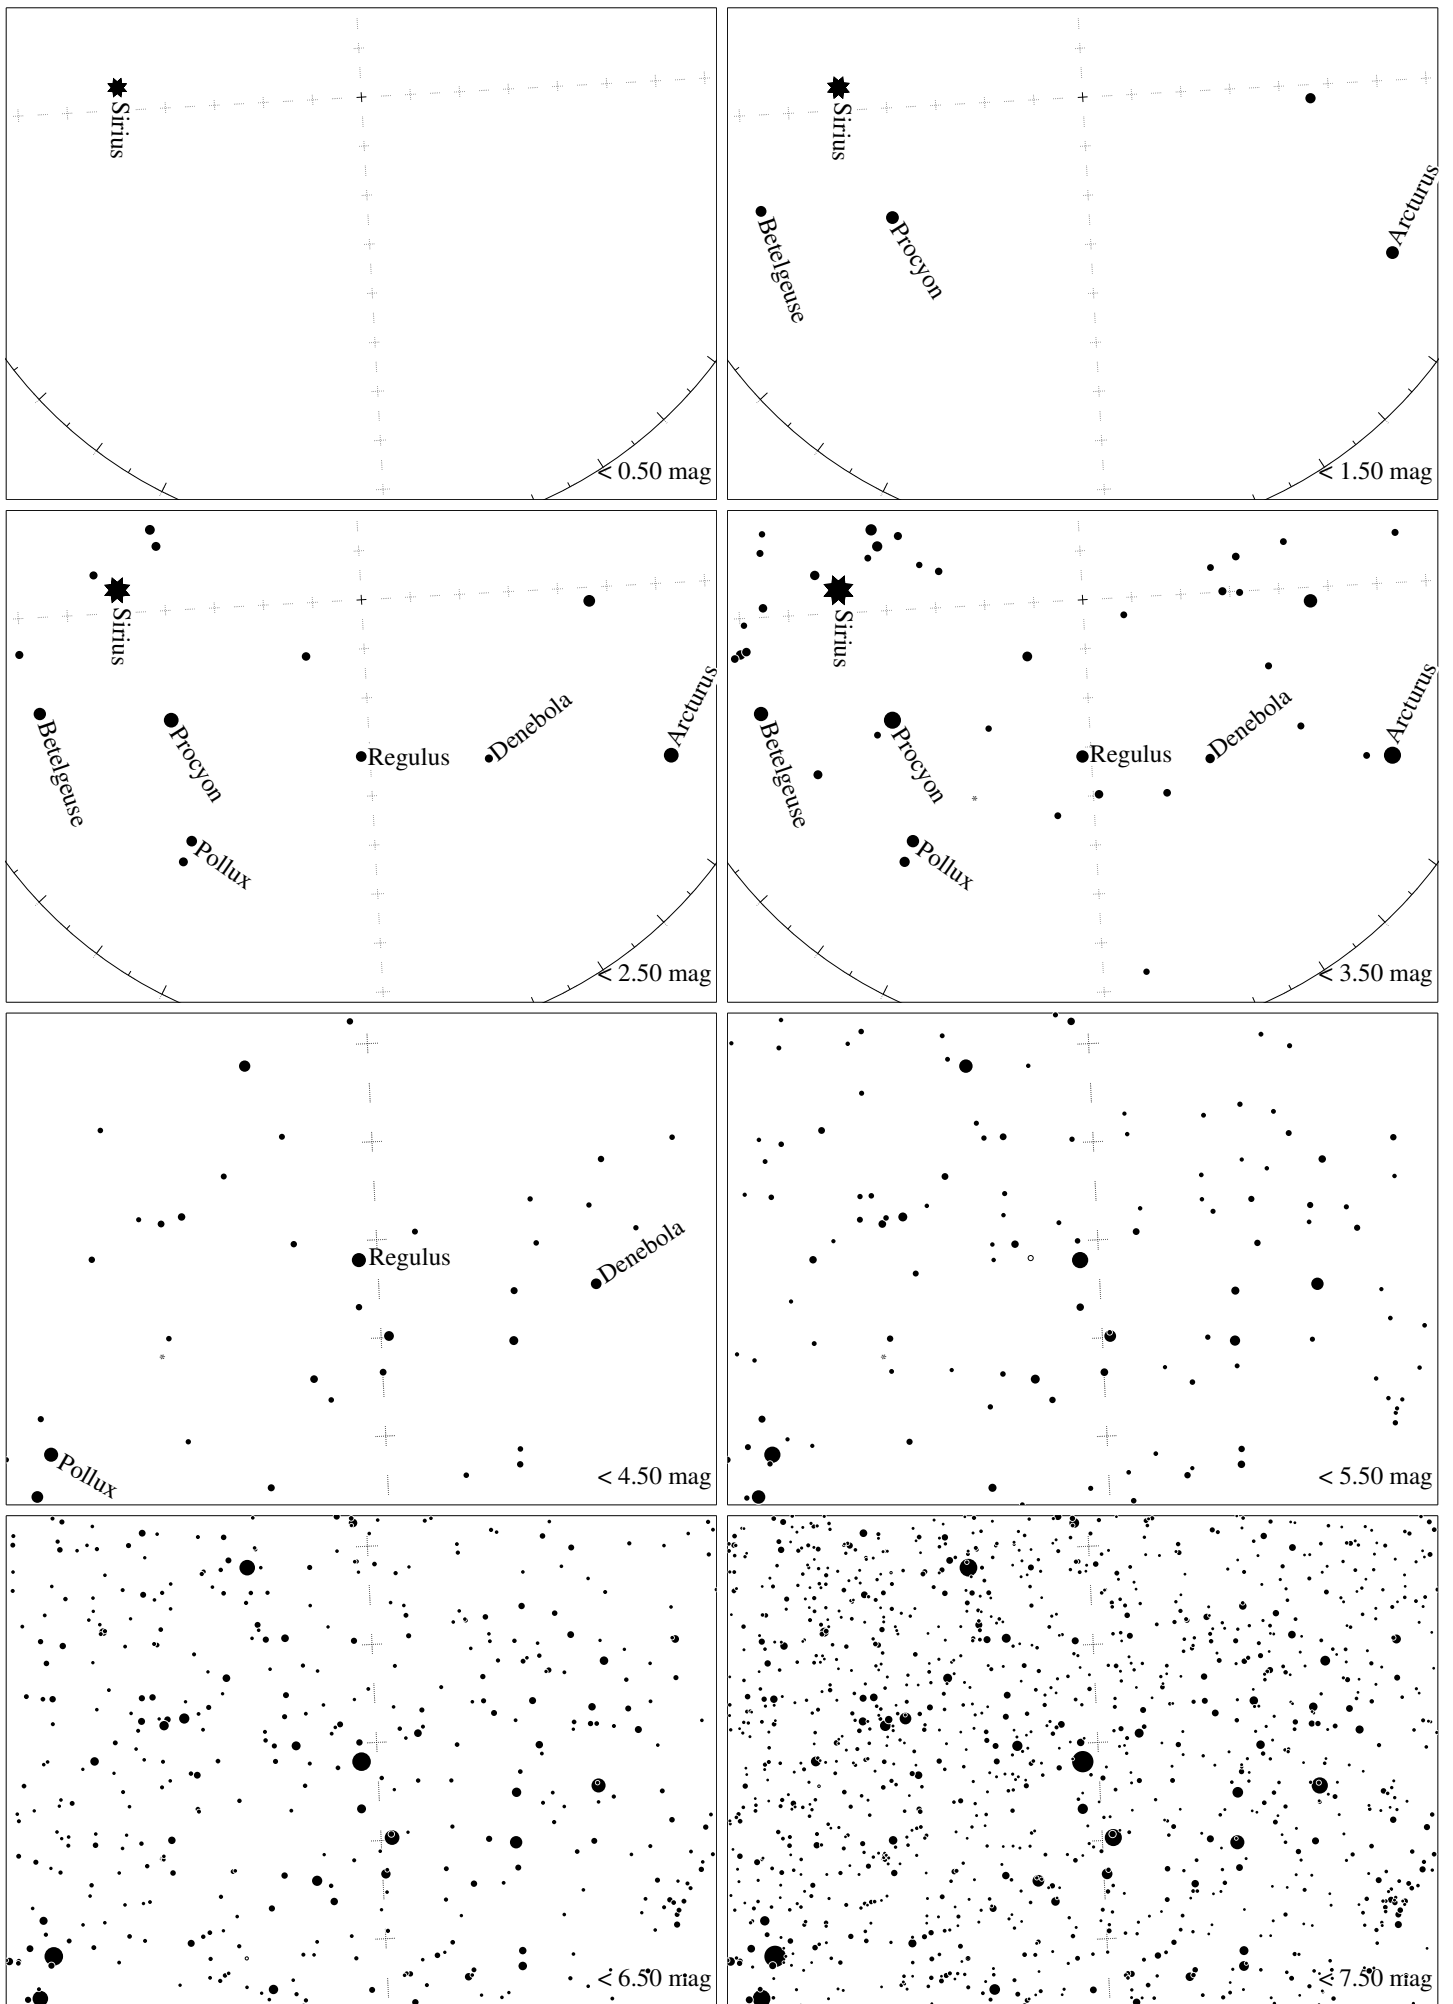 Sirius
< 0.50 mag
Sirius
Betelgeuse
Procyon
Arcturus
< 1.50 mag
Sirius
Betelgeuse
Procyon
Regulus
Denebola
Arcturus
Pollux
< 2.50 mag
Sirius
Betelgeuse
Procyon
Regulus
Denebola
Arcturus
Pollux
< 3.50 mag
Regulus
Denebola
Pollux
< 4.50 mag
< 5.50 mag
< 6.50 mag
< 7.50 mag